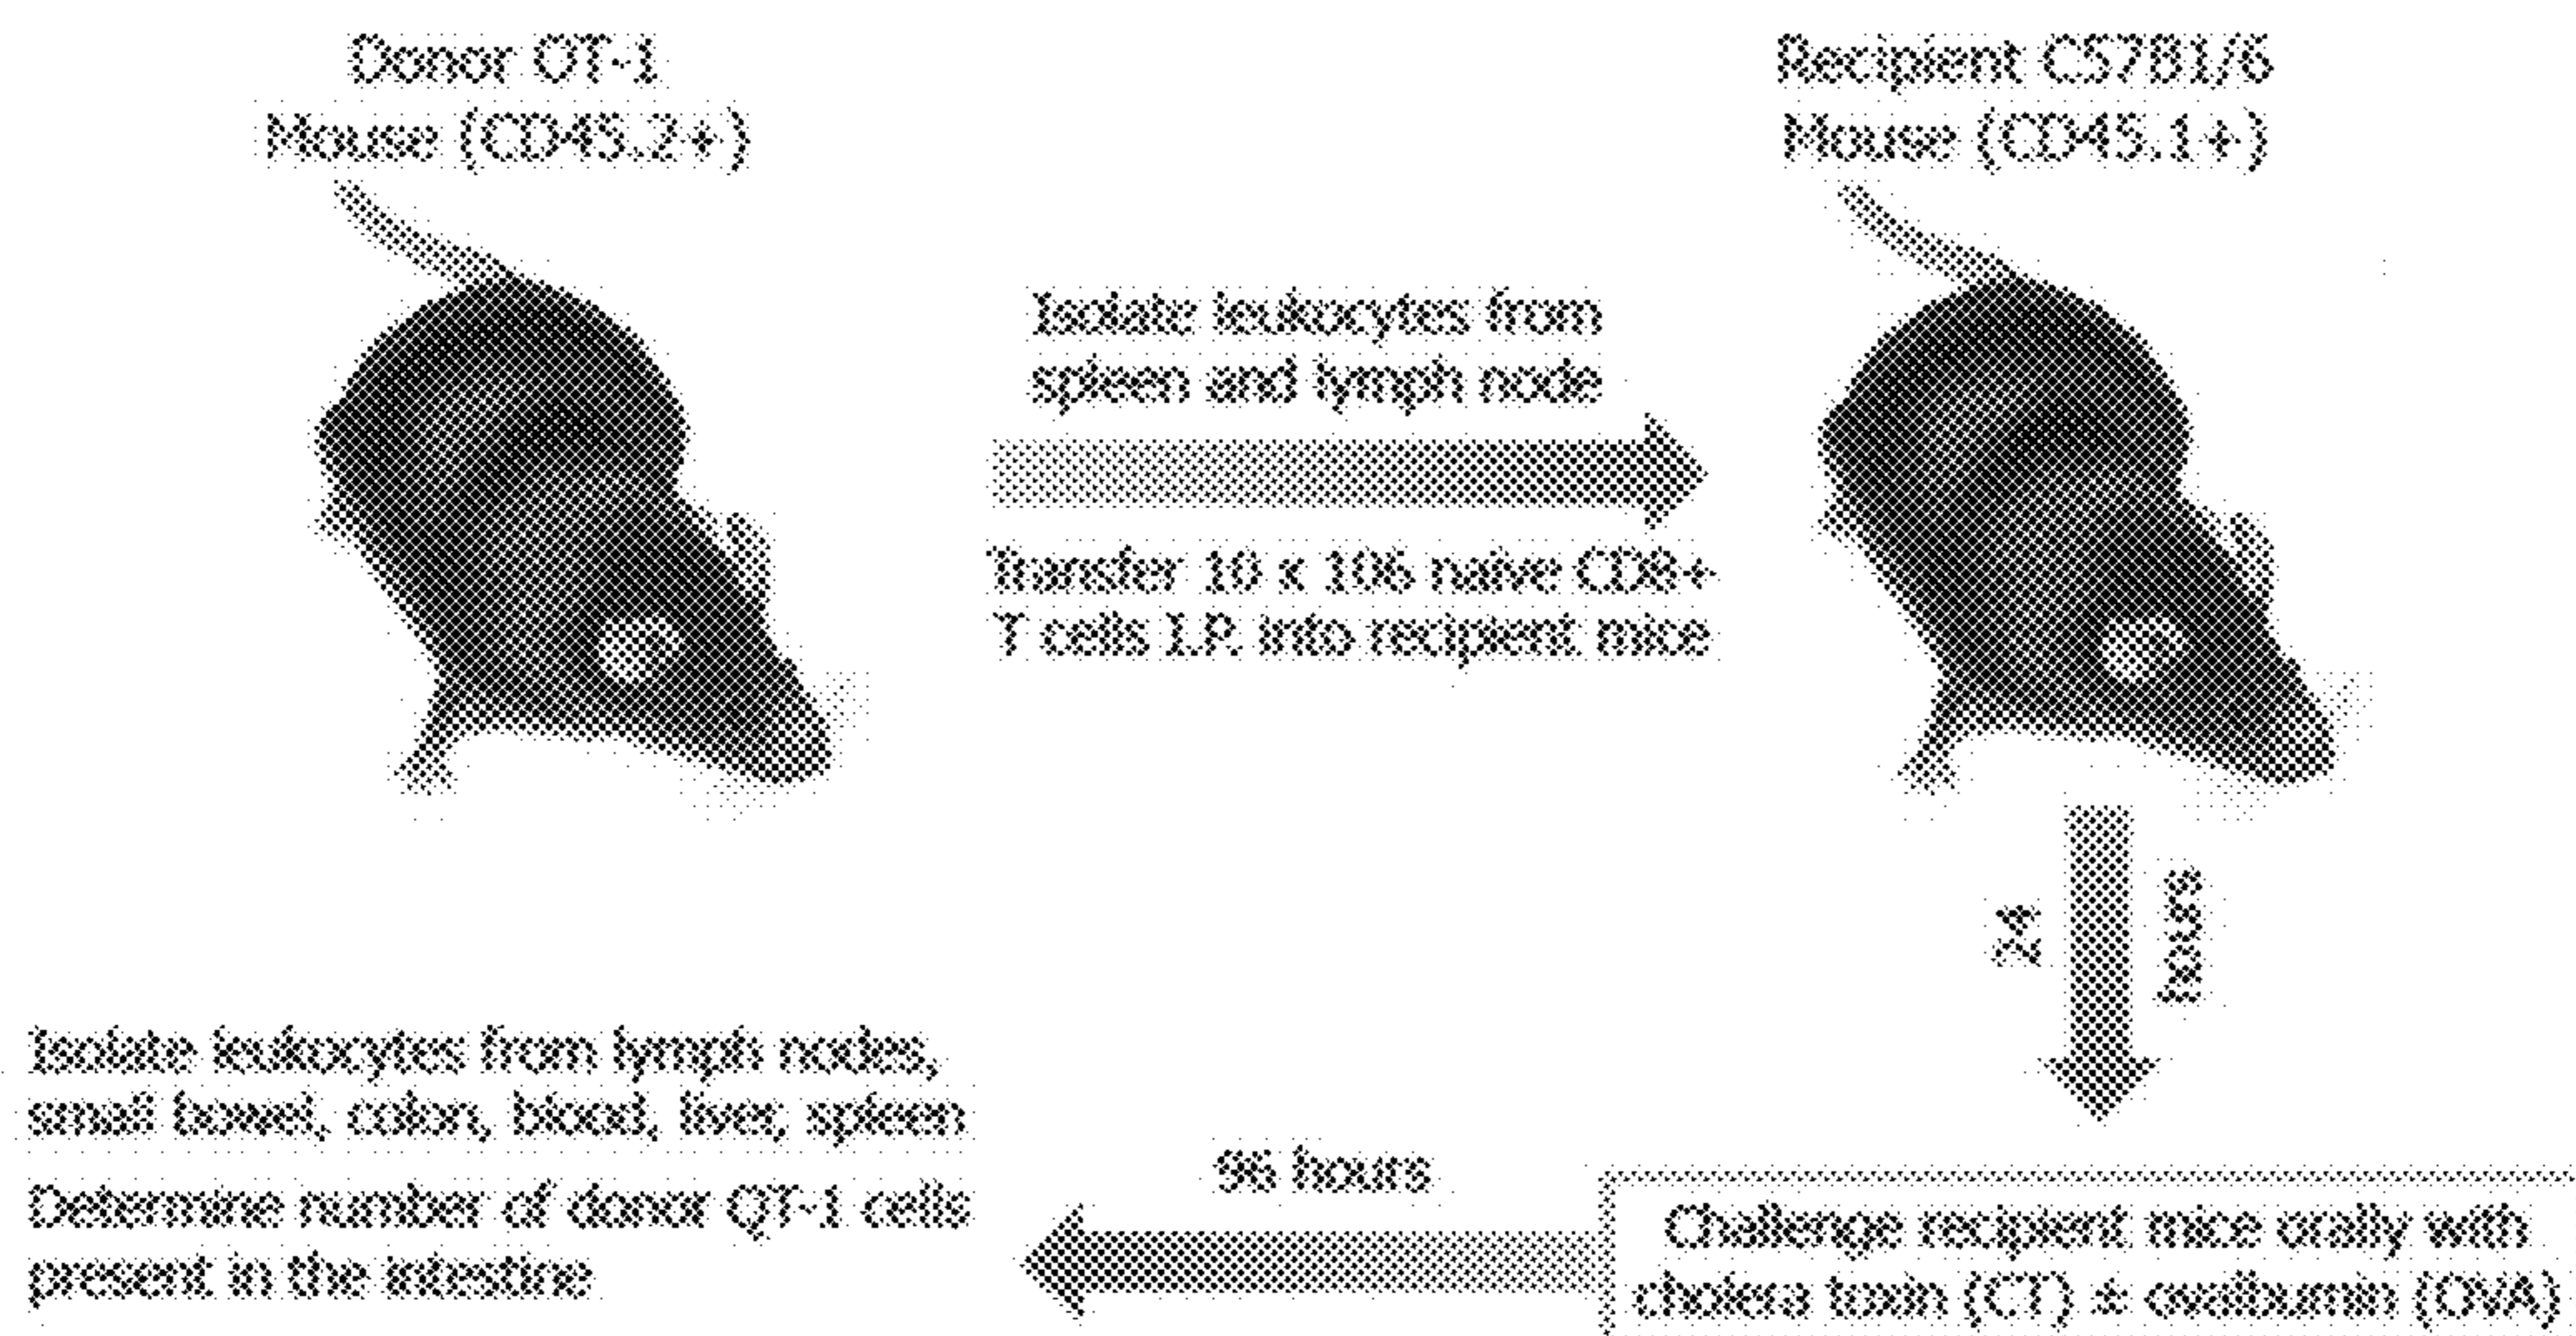 Donor OT-1
Mouse (CD45.2+)
Recipient C57B1/6
Mouse (CD45.1+)
Isolate leukocytes from
spleen and lymph node
Transfer 10 x 106 naive CD8+
T cells I.P. into recipient mice
24 hours
Challenge recipient mice orally with
cholera toxin (CT) ± ovalbumin (OVA)
96 hours
Isolate leukocytes from lymph nodes,
small bowel, colon, blood, liver, spleen
Determine number of donor QT-1 cells
present in the intestine